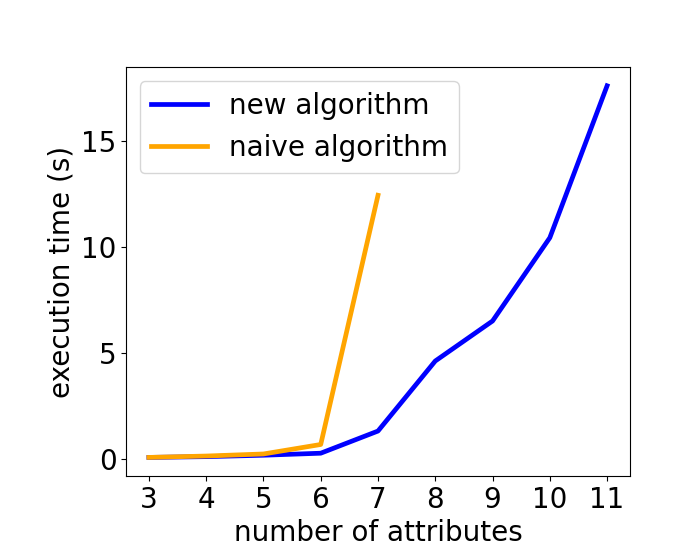 new algorithm
naive algorithm
execution time (s)
15
10
5
0
3 4 5 6 7 8 9 10 11
number of attributes